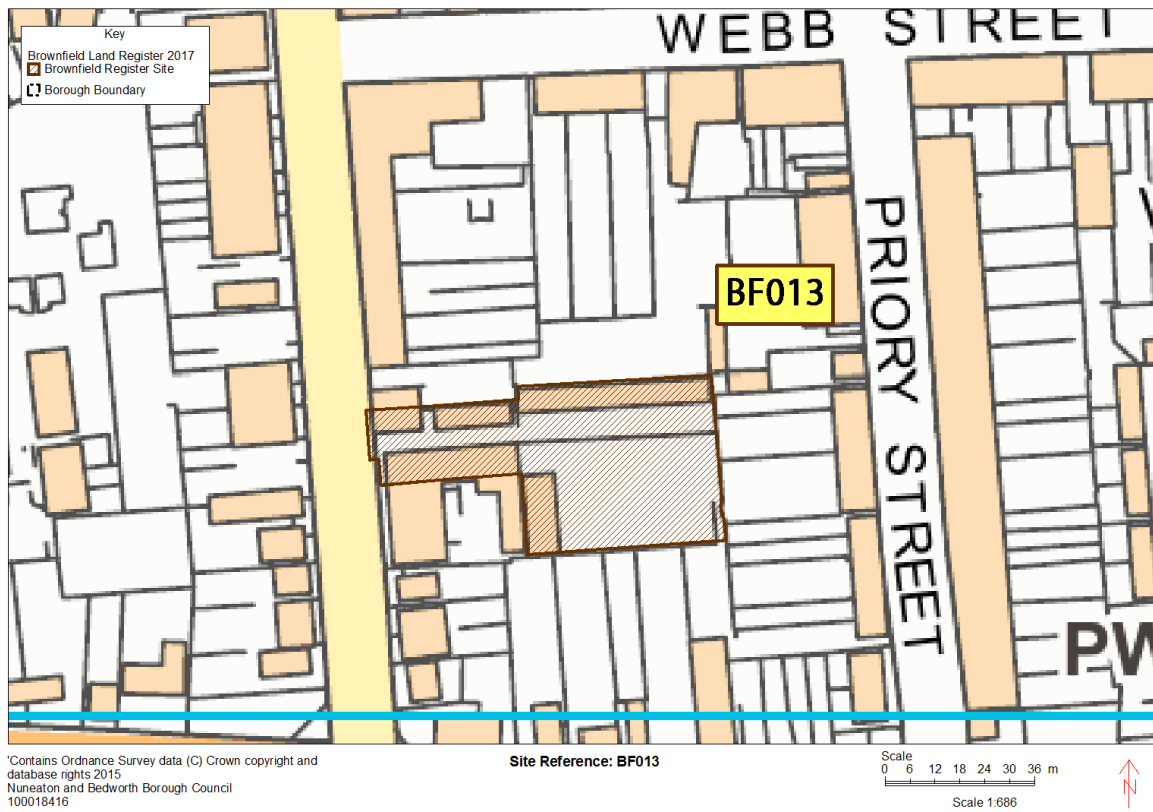 WEBB STREET
Key
Brownfield Land Register 2017
Brownfield Register Site
Borough Boundary
BF013
PRIORY STREET
PW
'Contains Ordnance Survey data (C) Crown copyright and
database rights 2015
Nuneaton and Bedworth Borough Council
100018416
Site Reference: BF013
Scale
0 6 12 18 24 30 36 m
Scale 1:686
N